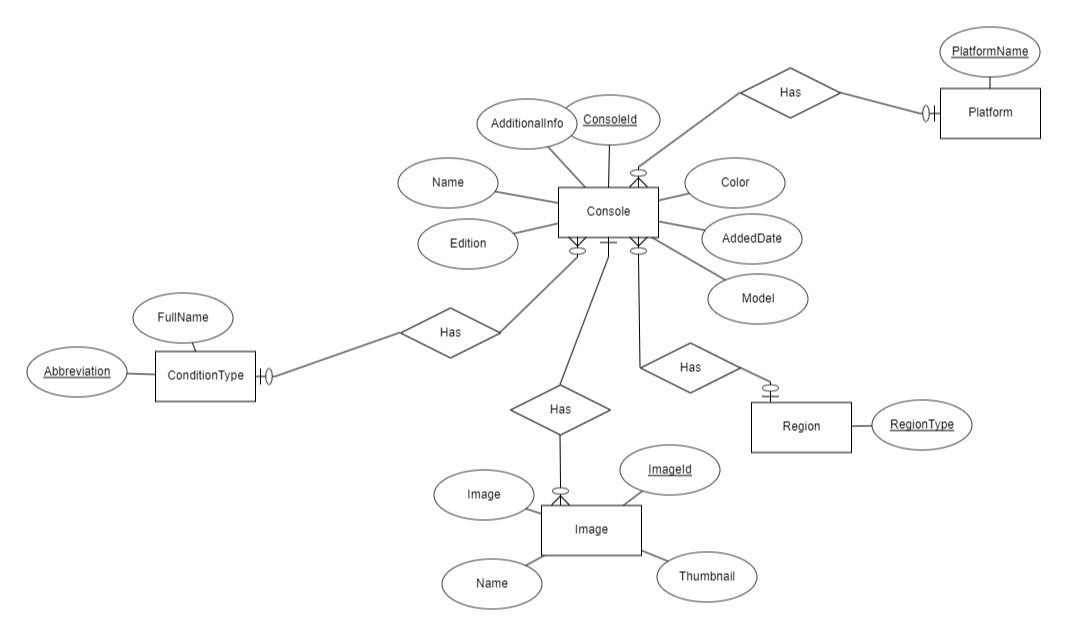 PlatformName
Has
Platform
AdditionalInfo
ConsoleId
Name
Color
Console
Edition
AddedDate
Model
FullName
Has
Abbreviation
ConditionType
Has
Has
Region
RegionType
Image
ImageId
Image
Name
Thumbnail